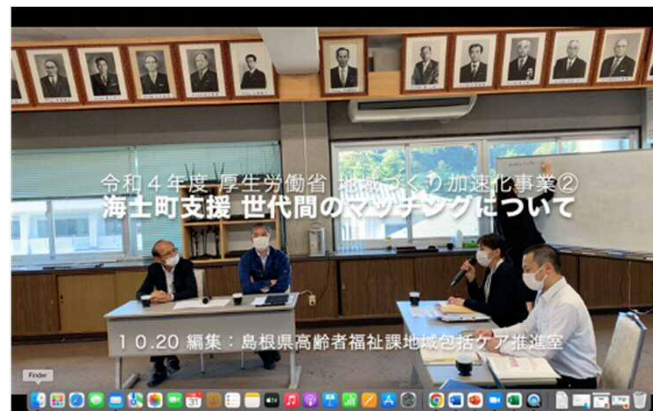 令和４年度 厚生労働省 地域づくり加速化事業②
海士町支援 世代間のマッチングについて
１０.20 編集：島根県高齢者福祉課地域包括ケア推進室
Finder